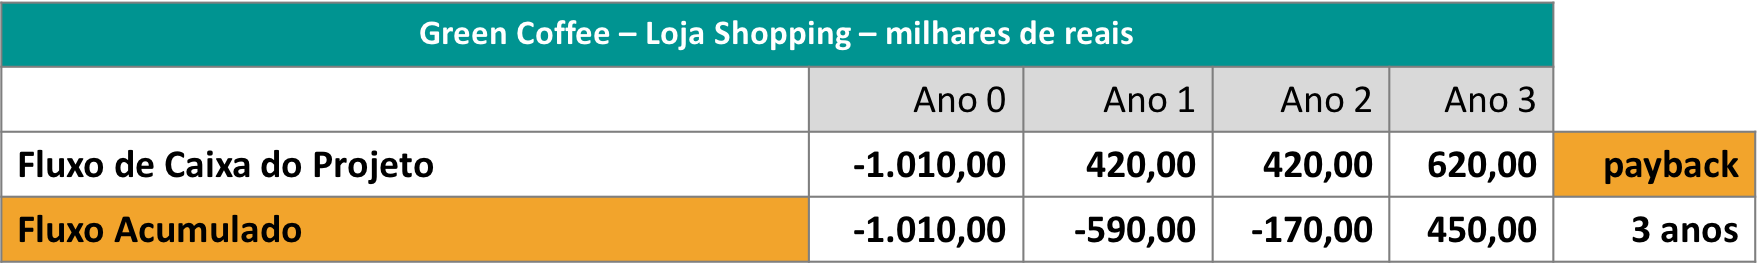 Green Coffee – Loja Shopping – milhares de reais
Ano 0 Ano 1 Ano 2 Ano 3
Fluxo de Caixa do Projeto -1.010,00 420,00 420,00 620,00 payback
Fluxo Acumulado -1.010,00 -590,00 -170,00 450,00 3 anos